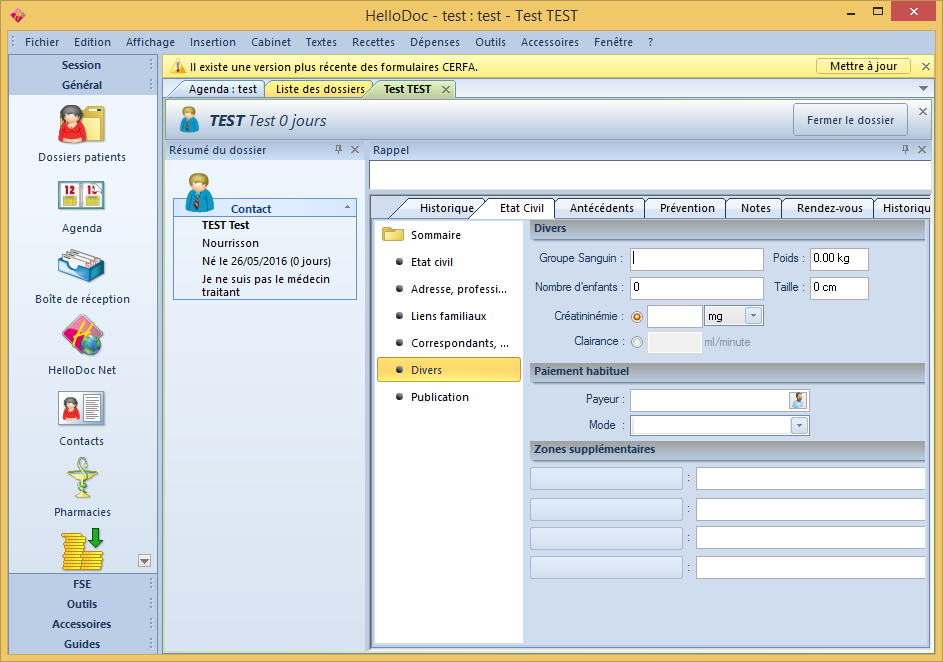 HelloDoc - test : test - Test TEST
Fichier Edition Affichage Insertion Cabinet Textes Recettes Dépenses Outils Accessoires Fenêtre ?
Session
Général
Dossiers patients
12
Agenda
Boîte de réception
HelloDoc Net
Contacts
Pharmacies
FSE
Outils
Accessoires
Guides
Il existe une version plus récente des formulaires CERFA.
Mettre à jour
Agenda : test Liste des dossiers Test TEST
TEST Test 0 jours
Fermer le dossier
Résumé du dossier
Contact
TEST Test
Nourrisson
Né le 26/05/2016 (0 jours)
Je ne suis pas le médecin
traitant
Rappel
Historique Etat Civil Antécédents Prévention Notes Rendez-vous Historiqu
Sommaire
Etat civil
Adresse, professi...
Liens familiaux
Correspondants, ...
Divers
Publication
Divers
Groupe Sanguin : Poids : 0.00 kg
Nombre d'enfants : 0 Taille : 0 cm
Créatininémie : mg
Clairance : ml/minute
Paiement habituel
Payeur :
Mode :
Zones supplémentaires
:
:
:
: